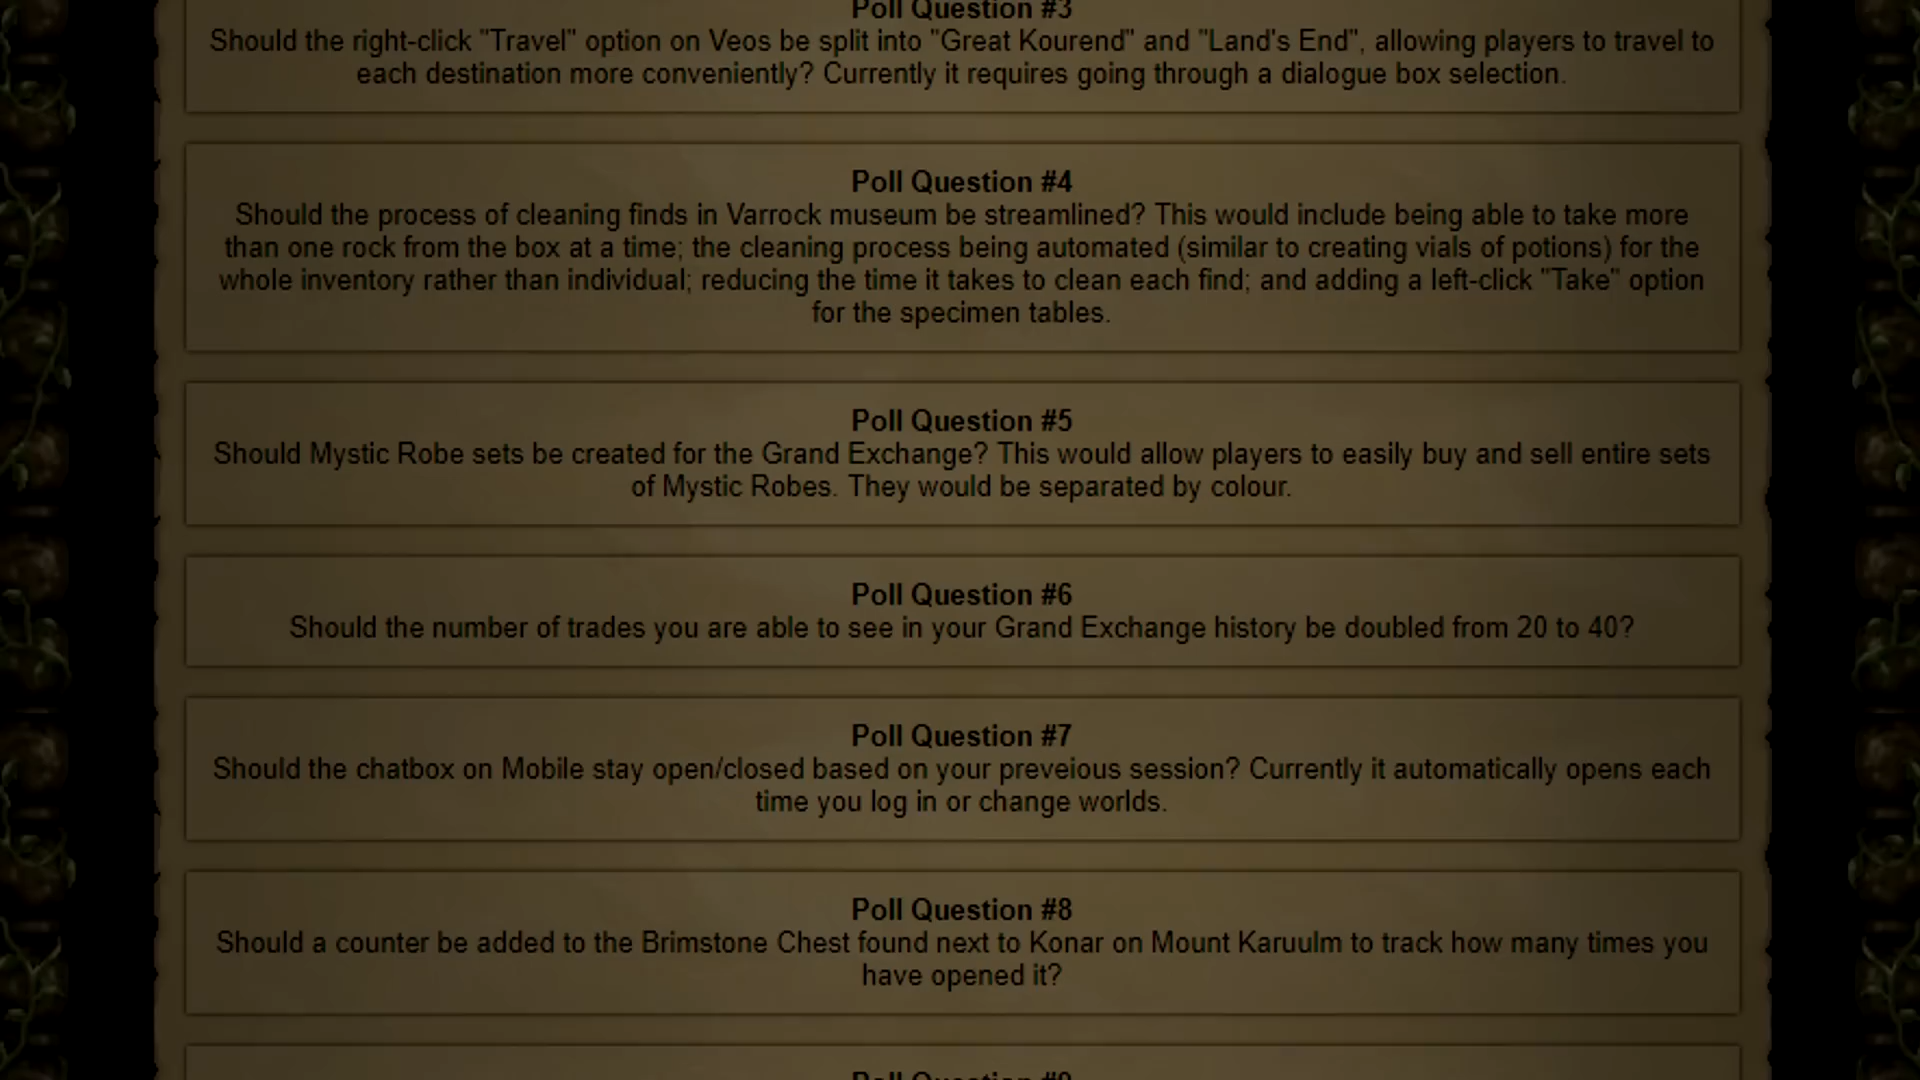 Poll Question #3
Should the right-click "Travel" option on Veos be split into "Great Kourend" and "Land's End", allowing players to travel to
each destination more conveniently? Currently it requires going through a dialogue box selection.
Poll Question #4
Should the process of cleaning finds in Varrock museum be streamlined? This would include being able to take more
than one rock from the box at a time; the cleaning process being automated (similar to creating vials of potions) for the
whole inventory rather than individual; reducing the time it takes to clean each find; and adding a left-click "Take" option
for the specimen tables.
Poll Question #5
Should Mystic Robe sets be created for the Grand Exchange? This would allow players to easily buy and sell entire sets
of Mystic Robes. They would be separated by colour.
Poll Question #6
Should the number of trades you are able to see in your Grand Exchange history be doubled from 20 to 40?
Poll Question #7
Should the chatbox on Mobile stay open/closed based on your preveious session? Currently it automatically opens each
time you log in or change worlds.
Poll Question #8
Should a counter be added to the Brimstone Chest found next to Konar on Mount Karuulm to track how many times you
have opened it?
Poll Question #9